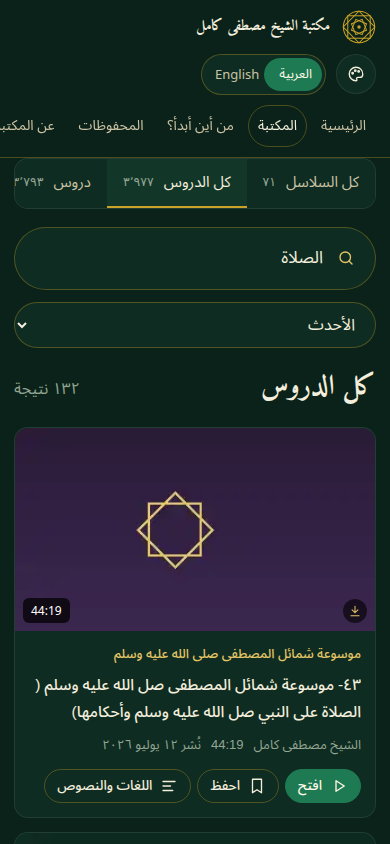 مكتبة الشيخ مصطفى كامل
العربية English
الرئيسية المكتبة من أين أبدأ؟ المحفوظات عن المكتب
كل السلاسل ٧١ كل الدروس ٣٬٩٧٧ دروس ٣٬٧٩٣
الصلاة
الأحدث
كل الدروس ١٣٢ نتيجة
44:19
موسوعة شمائل المصطفى صلى الله عليه وسلم
٤٣- موسوعة شمائل المصطفى صل الله عليه وسلم (
الصلاة على النبي صل الله عليه وسلم وأحكامها)
الشيخ مصطفى كامل 44:19 نُشر ١٢ يوليو ٢٠٢٦
افتح احفظ اللغات والنصوص